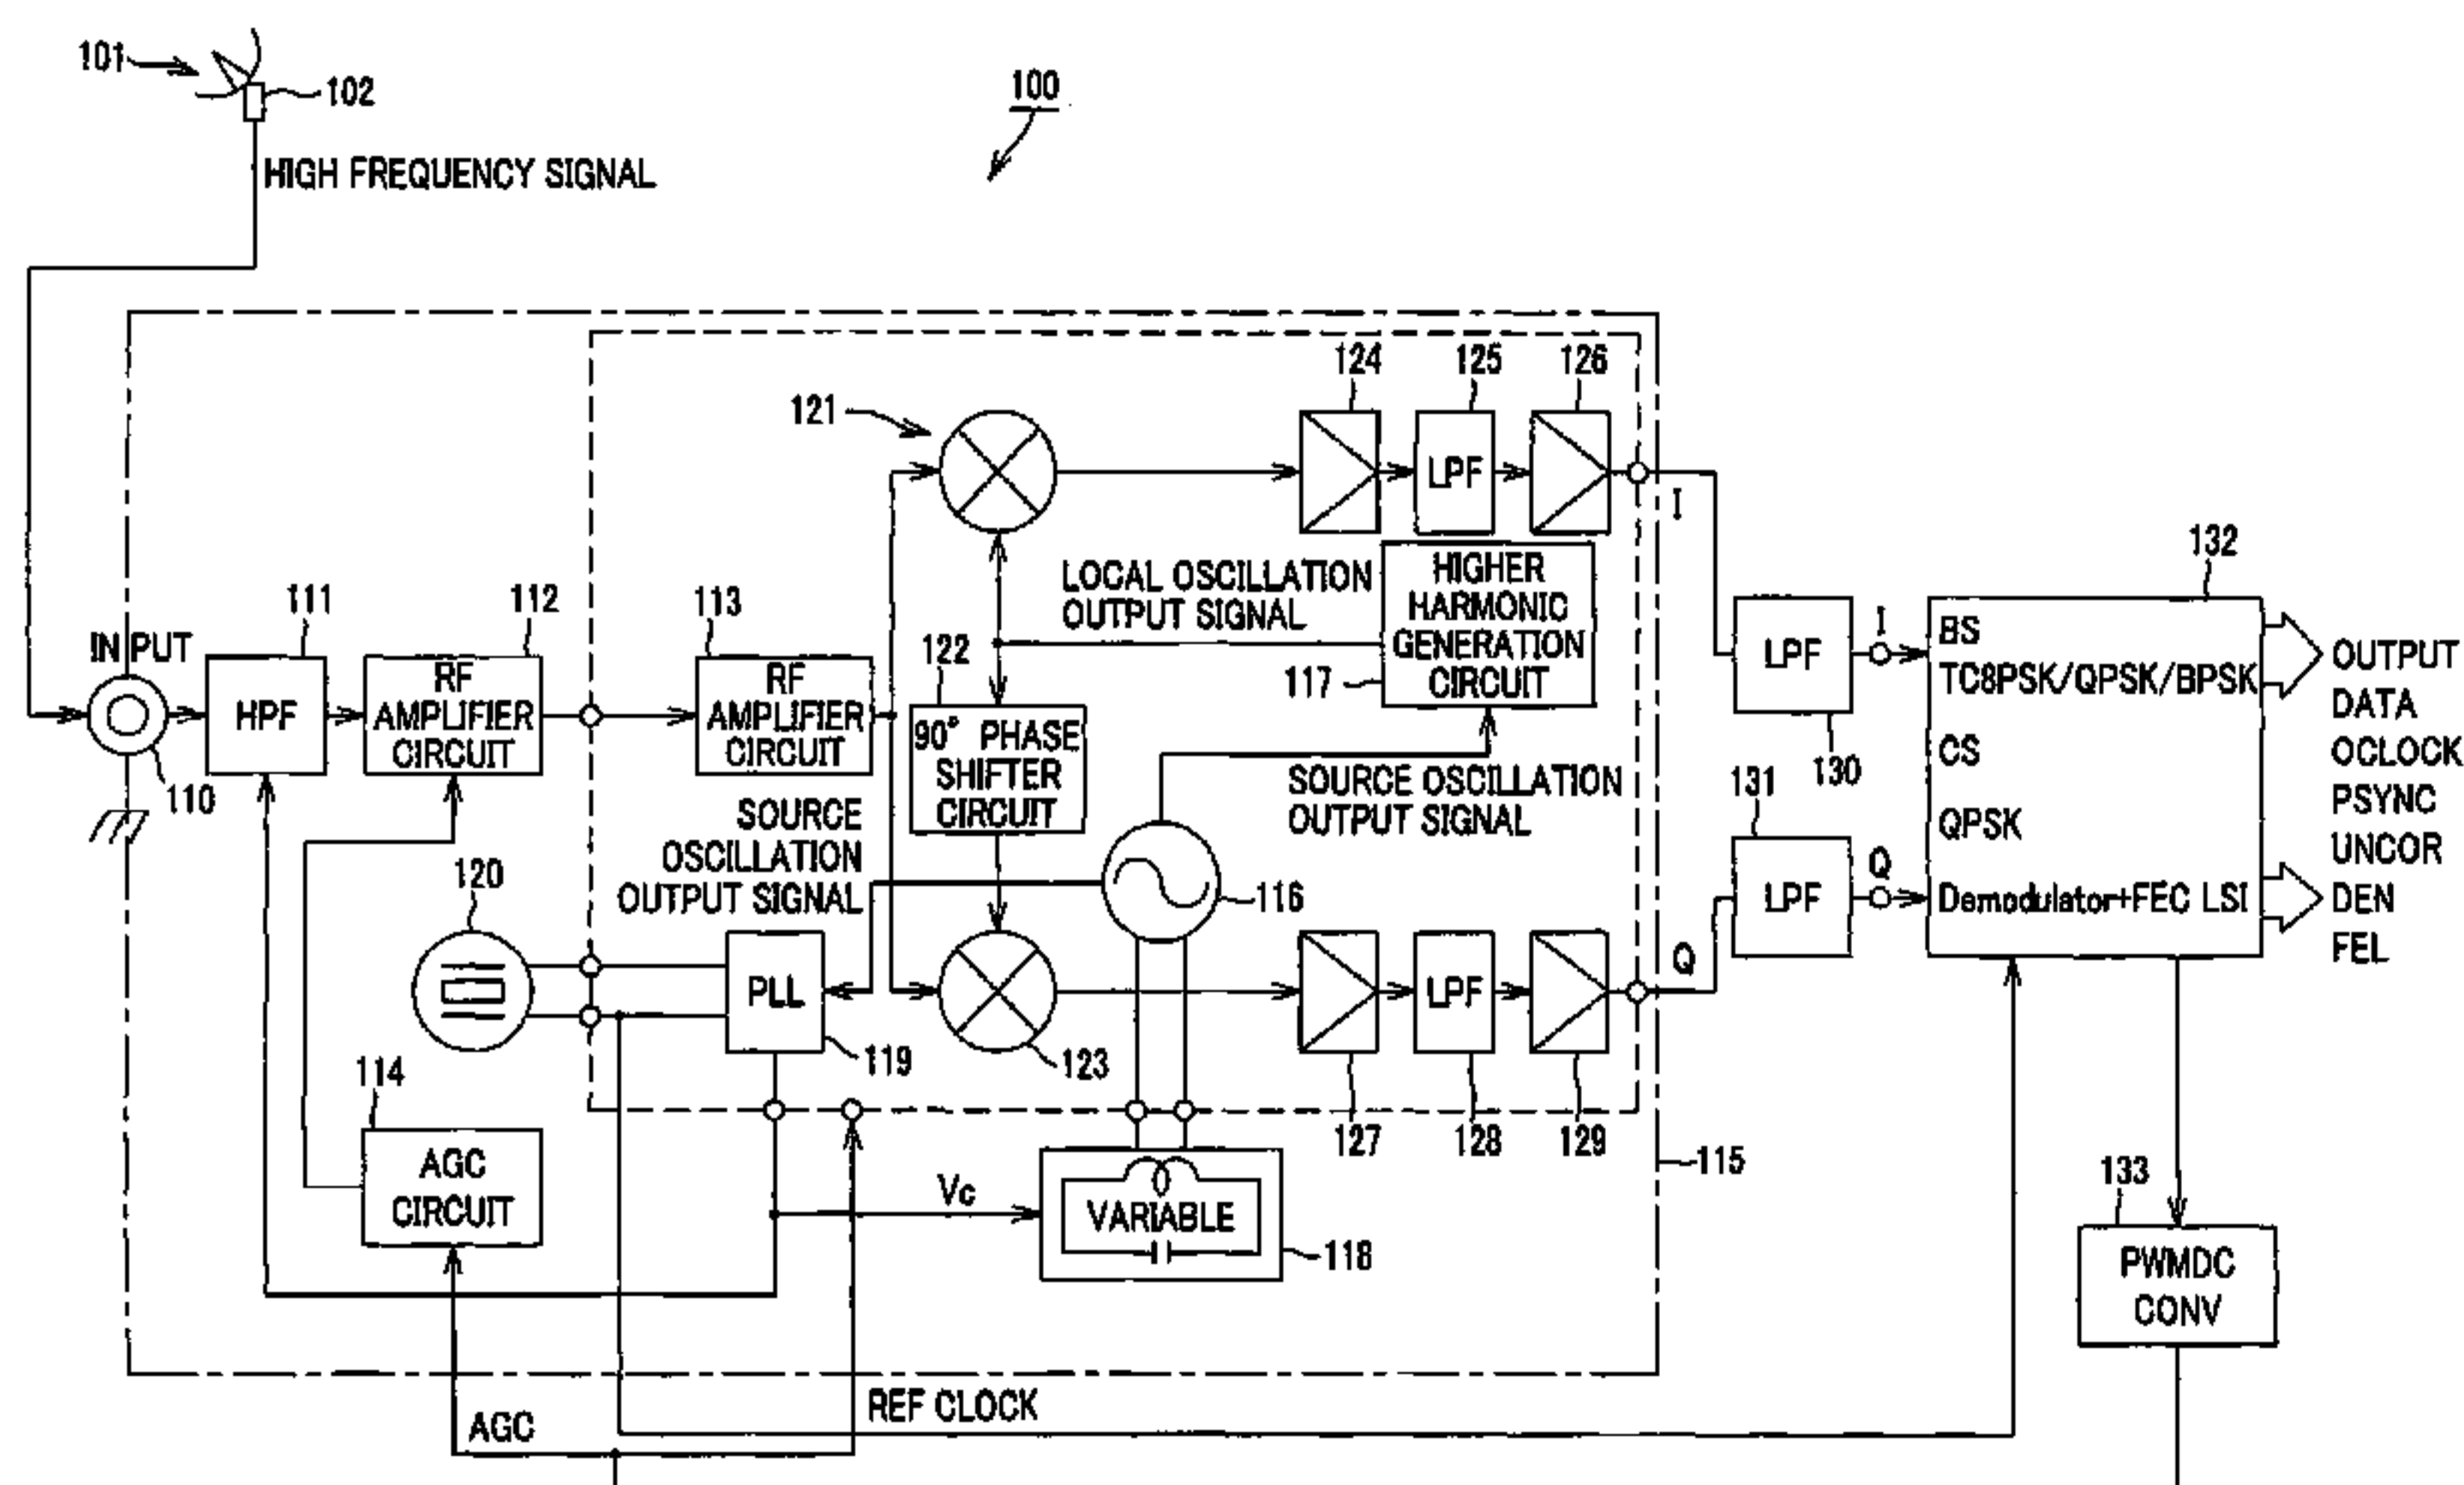 101
102
100
HIGH FREQUENCY SIGNAL
124
125
126
121
LPF
I
132
LOCAL OSCILLATION
OUTPUT SIGNAL
HIGHER
HARMONIC
GENERATION
CIRCUIT
117
INPUT
111
112
113
122
HPF
RF
AMPLIFIER
CIRCUIT
RF
AMPLIFIER
CIRCUIT
90° PHASE
SHIFTER
CIRCUIT
110
LPF
130
I
BS
TC8PSK/QPSK/BPSK
CS
QPSK
Demodulator+FEC LSI
OUTPUT
DATA
OCLOCK
PSYNC
UNCOR
DEN
FEL
SOURCE OSCILLATION
OUTPUT SIGNAL
131
LPF
Q
SOURCE
OSCILLATION
OUTPUT SIGNAL
120
116
PLL
119
123
LPF
Q
127
128
129
114
AGC
CIRCUIT
Vc
VARIABLE
118
115
133
PWMDC
CONV
REF CLOCK
AGC